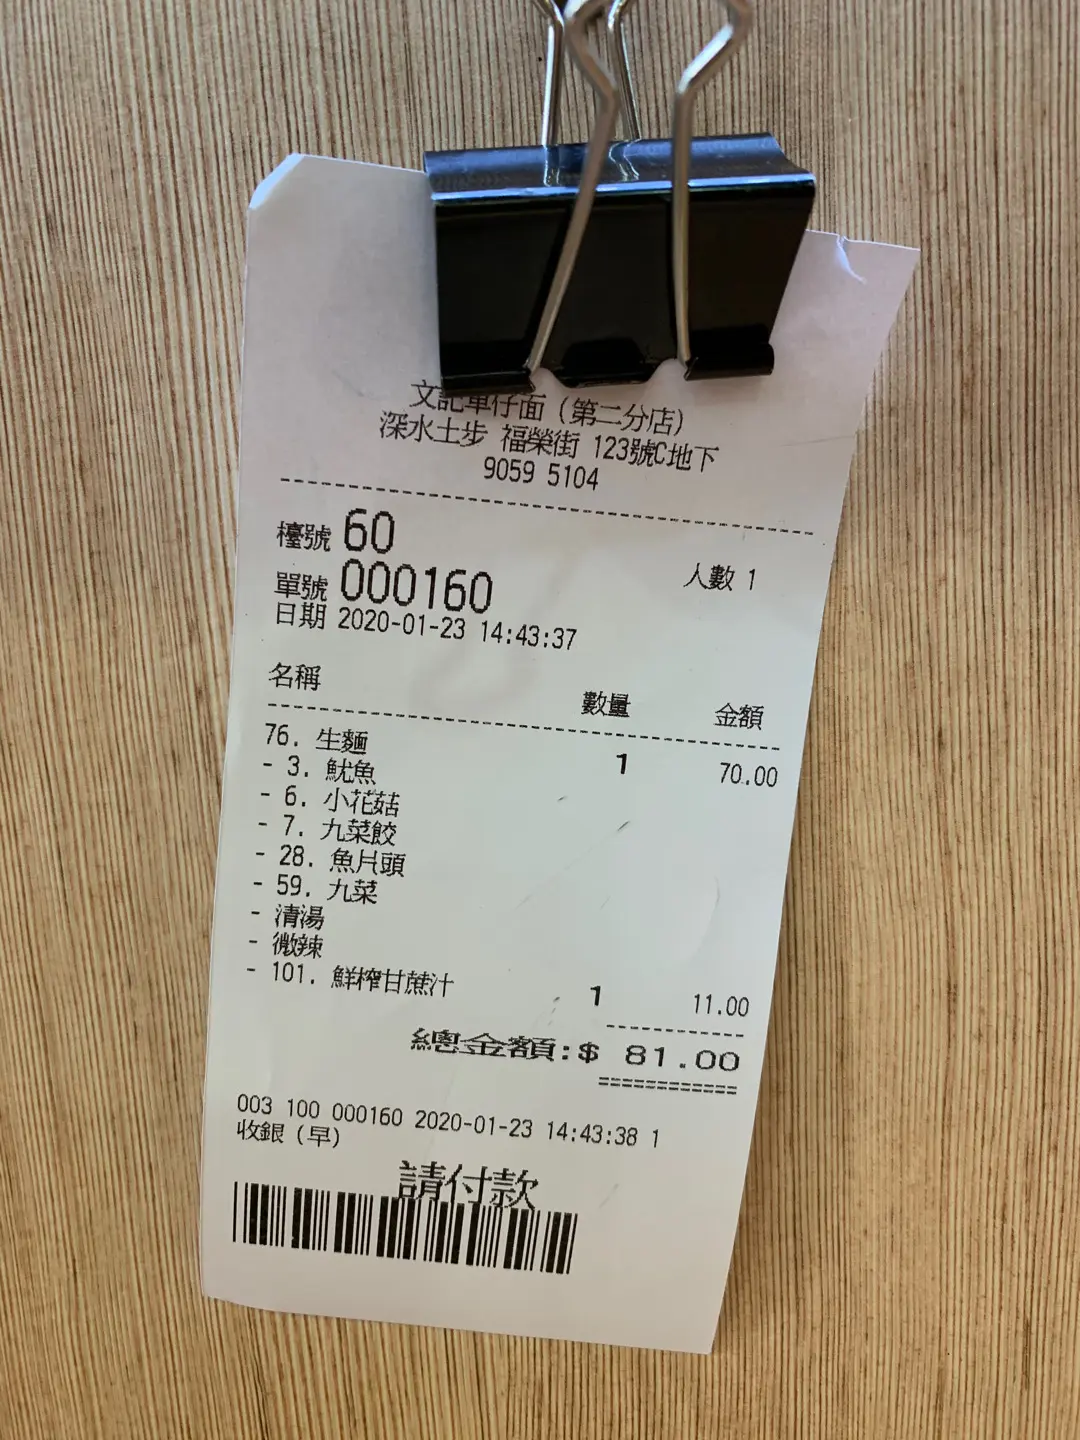 文記車仔面（第二分店）
深水土步 福榮街 123號C地下
9059 5104
檯號 60
人數 1
單號 000160
日期 2020-01-23 14:43:37
名稱 數量 金額
76. 生麵 1 70.00
- 3. 魷魚
- 6. 小花菇
- 7. 九菜餃
- 28. 魚片頭
- 59. 九菜
- 清湯
- 微辣
- 101. 鮮榨甘蔗汁 1 11.00
總金額:$ 81.00
003 100 000160 2020-01-23 14:43:38 1
收銀（早）
請付款